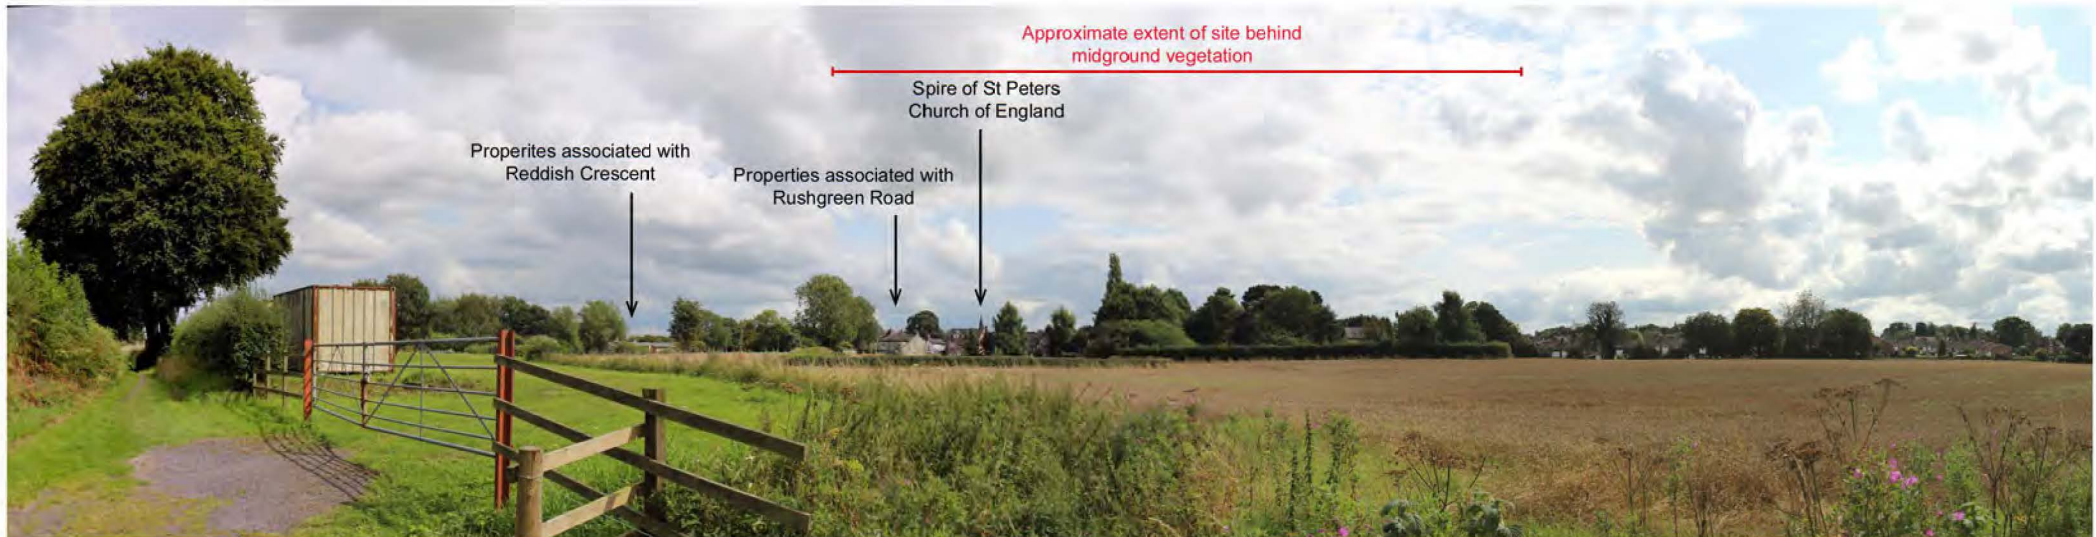 Approximate extent of site behind
midground vegetation
Spire of St Peters
Church of England
Properites associated with
Reddish Crescent
Properties associated with
Rushgreen Road